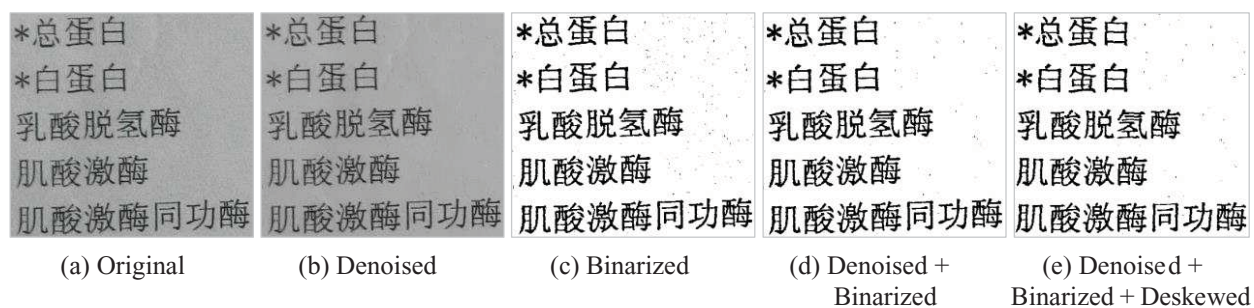 *总蛋白
*白蛋白
乳酸脱氢酶
肌酸激酶
肌酸激酶同功酶
(a) Original
*总蛋白
*白蛋白
乳酸脱氢酶
肌酸激酶
肌酸激酶同功酶
(b) Denoised
*总蛋白
*白蛋白
乳酸脱氢酶
肌酸激酶
肌酸激酶同功酶
(c) Binarized
*总蛋白
*白蛋白
乳酸脱氢酶
肌酸激酶
肌酸激酶同功酶
(d) Denoised +
Binarized
*总蛋白
*白蛋白
乳酸脱氢酶
肌酸激酶
肌酸激酶同功酶
(e) Denoised +
Binarized + Deskewed